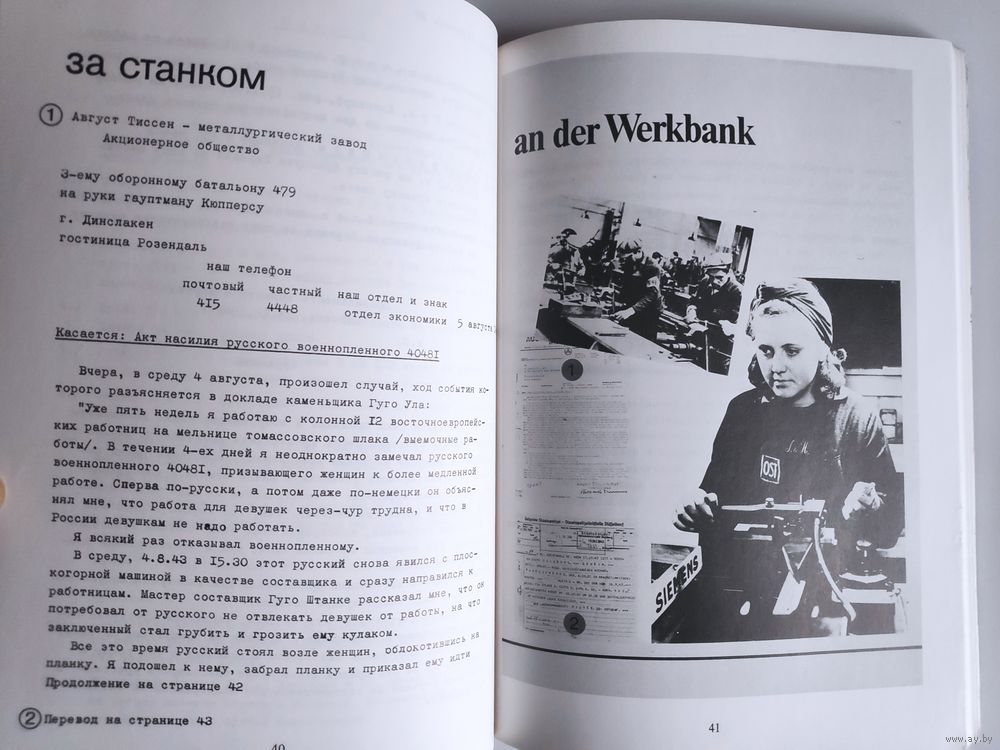 за станком
① Август Тиссен - металлургический завод
Акционерное общество
3-ему оборонному батальону 479
на руки гауптману Кюпперсу
г. Динслакен
гостиница Розендаль
наш телефон
почтовый частный наш отдел и знак
415 4448 отдел экономики 5 августа
Касается: Акт насилия русского военнопленного 40481
Вчера, в среду 4 августа, произошел случай, ход события ко-
торого разъясняется в докладе каменьщика Гуго Ула:
"Уже пять недель я работаю с колонной 12 восточноевропейс-
ких работниц на мельнице томассовского шлака /выемочные ра-
боты/. В течении 4-ех дней я неоднократно замечал русского
военнопленного 40481, призывающего женщин к более медленной
работе. Сперва по-русски, а потом даже по-немецки он объяс-
нял мне, что работа для девушек через-чур трудна, и что в
России девушкам не надо работать.
Я всякий раз отказывал военнопленному.
В среду, 4.8.43 в 15.30 этот русский снова явился с плос-
когорной машиной в качестве составщика и сразу направился к
работницам. Мастер составщик Гуго Штанке рассказал мне, что он
потребовал от русского не отвлекать девушек от работы, на что
заключенный стал грубить и грозить ему кулаком.
Все это время русский стоял возле женщин, облокотившись на
планку. Я подошел к нему, забрал планку и приказал ему идти
Продолжение на странице 42
② Перевод на странице 43
40
an der Werkbank
1
OST
SIEMENS
2
41
www.ay.by